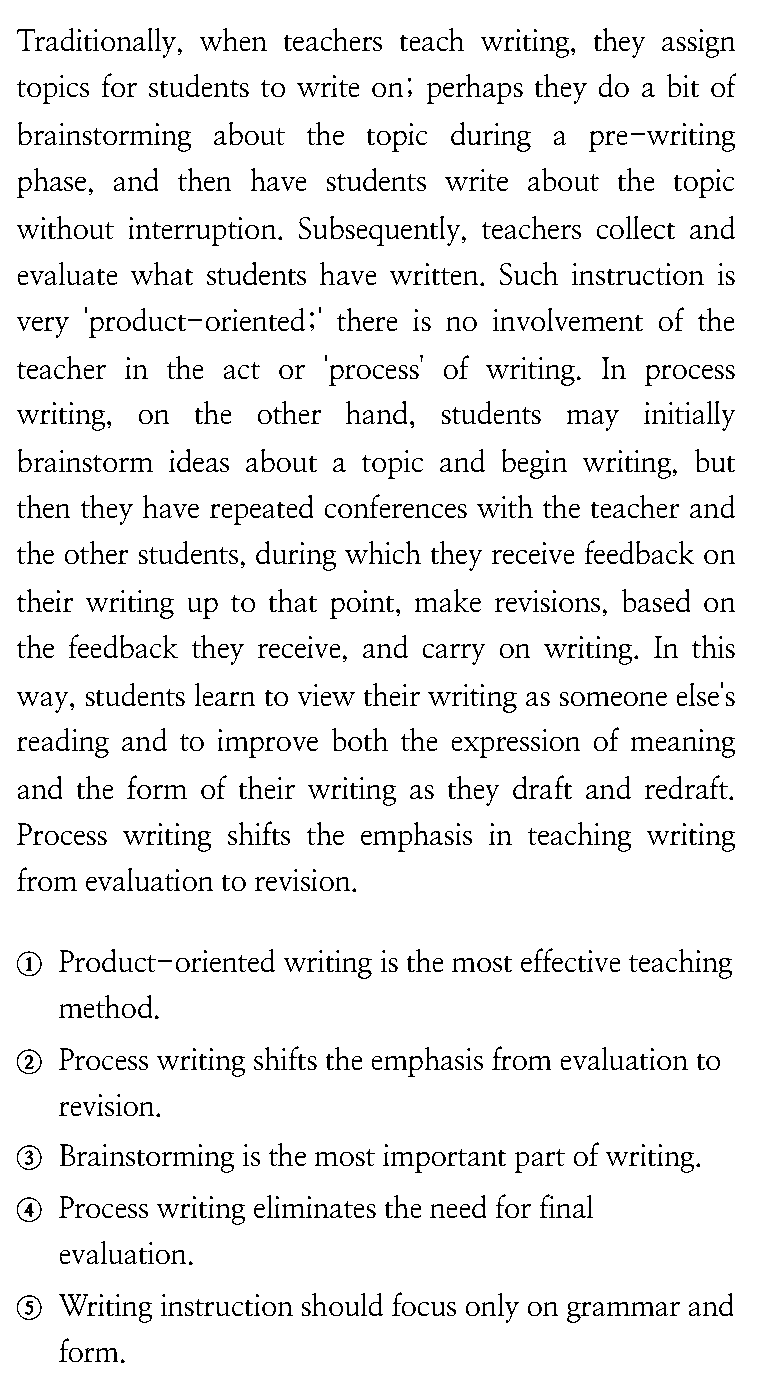 Traditionally, when teachers teach writing, they assign
topics for students to write on; perhaps they do a bit of
brainstorming about the topic during a pre-writing
phase, and then have students write about the topic
without interruption. Subsequently, teachers collect and
evaluate what students have written. Such instruction is
very 'product-oriented;' there is no involvement of the
teacher in the act or 'process' of writing. In process
writing, on the other hand, students may initially
brainstorm ideas about a topic and begin writing, but
then they have repeated conferences with the teacher and
the other students, during which they receive feedback on
their writing up to that point, make revisions, based on
the feedback they receive, and carry on writing. In this
way, students learn to view their writing as someone else's
reading and to improve both the expression of meaning
and the form of their writing as they draft and redraft.
Process writing shifts the emphasis in teaching writing
from evaluation to revision.
① Product-oriented writing is the most effective teaching
method.
② Process writing shifts the emphasis from evaluation to
revision.
③ Brainstorming is the most important part of writing.
④ Process writing eliminates the need for final
evaluation.
⑤ Writing instruction should focus only on grammar and
form.